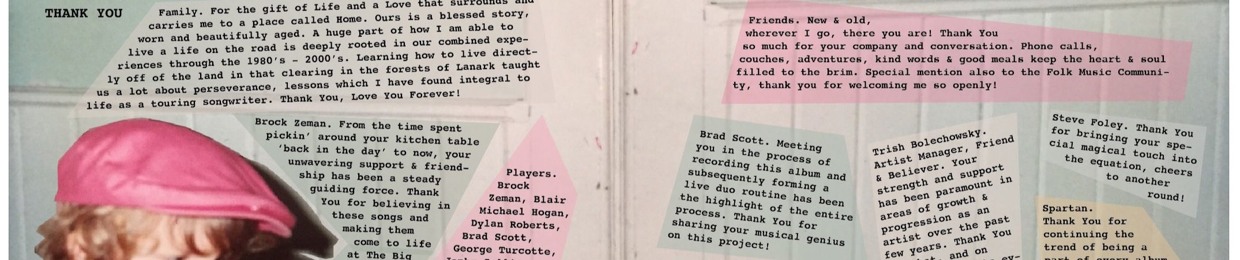 THANK YOU
Family. For the gift of Life and a Love that surrounds and
carries me to a place called Home. Ours is a blessed story,
worn and beautifully aged. A huge part of how I am able to
live a life on the road is deeply rooted in our combined expe-
riences through the 1980's - 2000's. Learning how to live direct-
ly off of the land in that clearing in the forests of Lanark taught
us a lot about perseverance, lessons which I have found integral to
life as a touring songwriter. Thank You, Love You Forever!
Brock Zeman. From the time spent
pickin' around your kitchen table
'back in the day' to now, your
unwavering support & friend-
ship has been a steady
guiding force. Thank
You for believing in
these songs and
making them
come to life
at The Big
Players.
Brock
Zeman, Blair
Michael Hogan,
Dylan Roberts,
Brad Scott,
George Turcotte,
Friends. New & old,
wherever I go, there you are! Thank You
so much for your company and conversation. Phone calls,
couches, adventures, kind words & good meals keep the heart & soul
filled to the brim. Special mention also to the Folk Music Communi-
ty, thank you for welcoming me so openly!
Brad Scott. Meeting
you in the process of
recording this album and
subsequently forming a
live duo routine has been
the highlight of the entire
process. Thank You for
sharing your musical genius
on this project!
Trish Bolechowsky.
Artist Manager, Friend
& Believer. Your
strength and support
has been paramount in
areas of growth &
progression as an
artist over the past
few years. Thank You
and on
Steve Foley. Thank You
for bringing your spe-
cial magical touch into
the equation, cheers
to another
round!
Spartan.
Thank You for
continuing the
trend of being a
part of every album